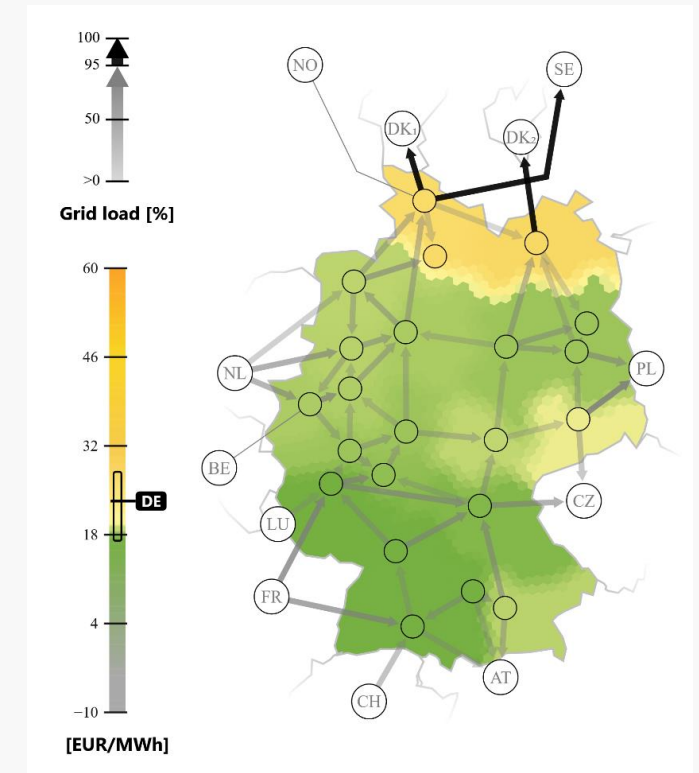 100
95
50
>0
Grid load [%]
60
46
32
DE
18
4
−10
[EUR/MWh]
NO
SE
DK₁
DK₂
NL
PL
BE
CZ
LU
FR
AT
CH